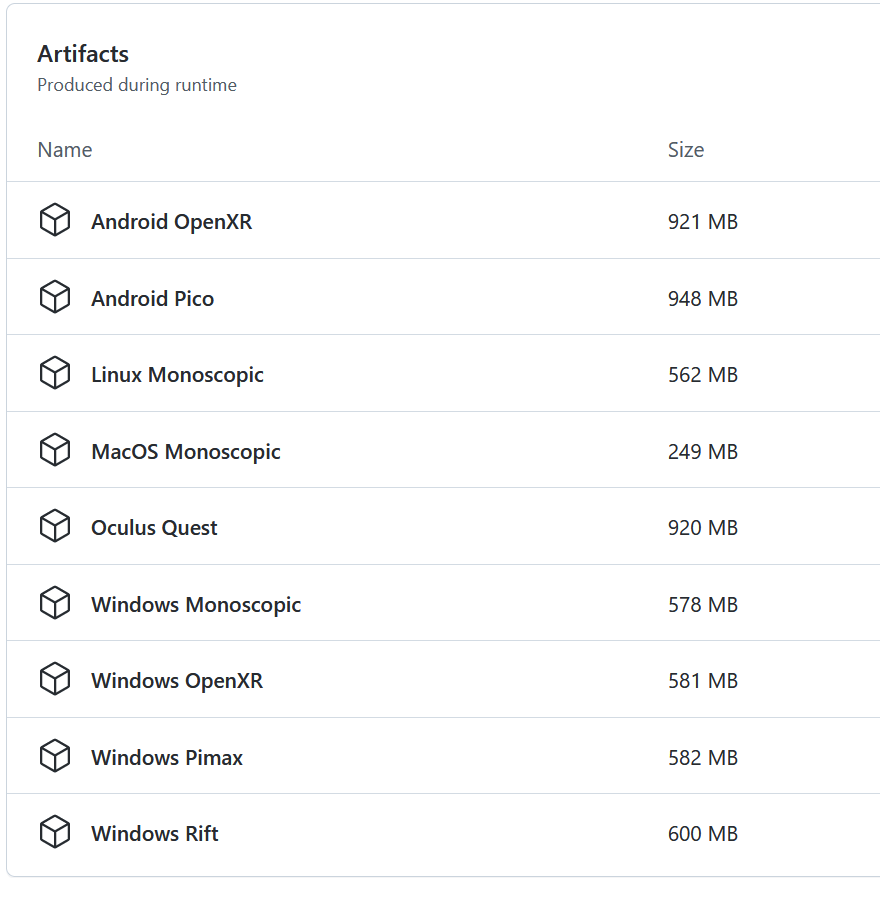 Artifacts
Produced during runtime
Name Size
Android OpenXR 921 MB
Android Pico 948 MB
Linux Monoscopic 562 MB
MacOS Monoscopic 249 MB
Oculus Quest 920 MB
Windows Monoscopic 578 MB
Windows OpenXR 581 MB
Windows Pimax 582 MB
Windows Rift 600 MB